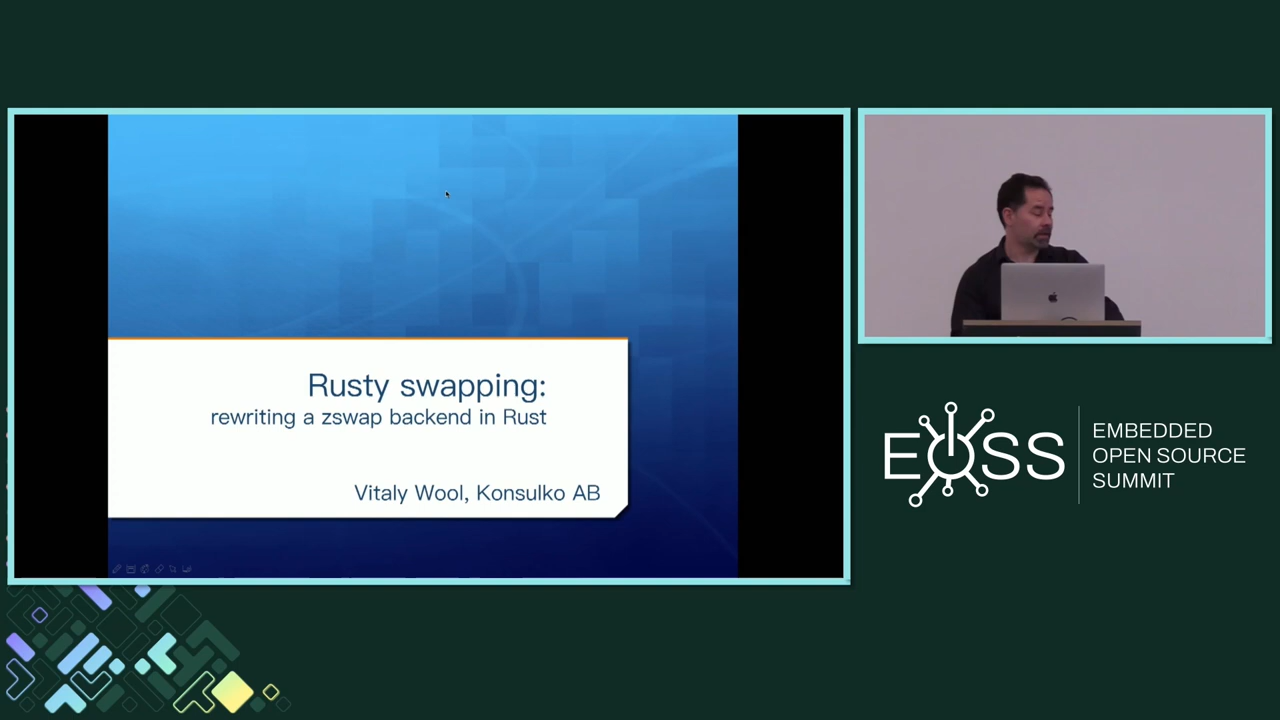 Rusty swapping:
rewriting a zswap backend in Rust
Vitaly Wool, Konsulko AB
EOSS
EMBEDDED
OPEN SOURCE
SUMMIT